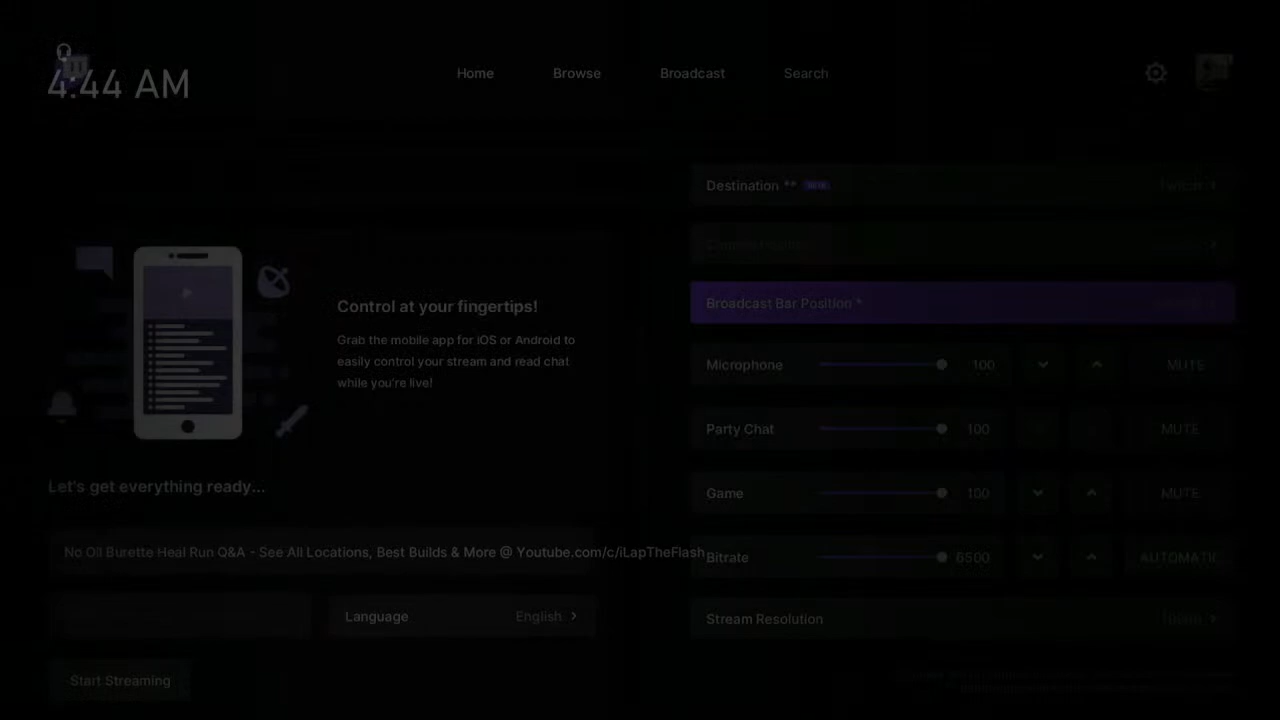 4:44 AM
Home
Browse
Broadcast
Search
Destination **
Broadcast Bar Position *
Control at your fingertips!
Grab the mobile app for iOS or Android to
easily control your stream and read chat
while you're live!
Microphone
100
MUTE
Party Chat
100
MUTE
Let's get everything ready...
Game
100
MUTE
No Oil Burette Heal Run Q&A - See All Locations, Best Builds & More @ Youtube.com/c/iLapTheFlash
Bitrate
6500
AUTOMATIC
Language
English
Stream Resolution
Start Streaming